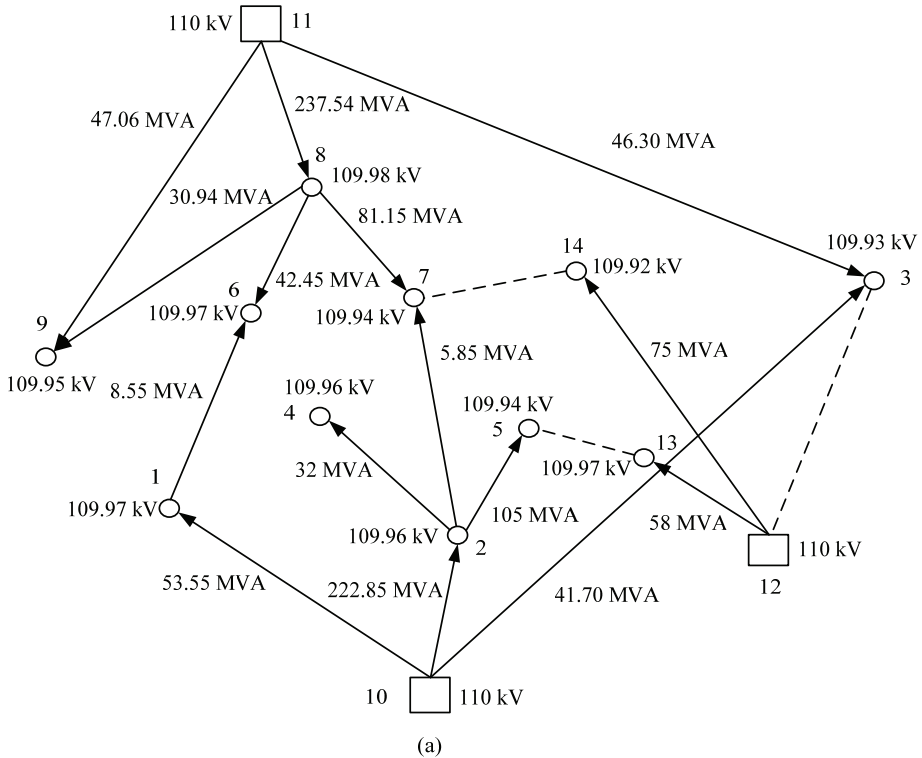 110 kV
11
47.06 MVA
237.54 MVA
46.30 MVA
8
109.98 kV
30.94 MVA
81.15 MVA
109.93 kV
3
14
109.92 kV
42.45 MVA
7
109.94 kV
6
109.97 kV
9
109.95 kV
8.55 MVA
5.85 MVA
75 MVA
109.96 kV
4
109.94 kV
5
13
109.97 kV
32 MVA
1
109.97 kV
105 MVA
58 MVA
109.96 kV
2
110 kV
12
53.55 MVA
222.85 MVA
41.70 MVA
10
110 kV
(a)